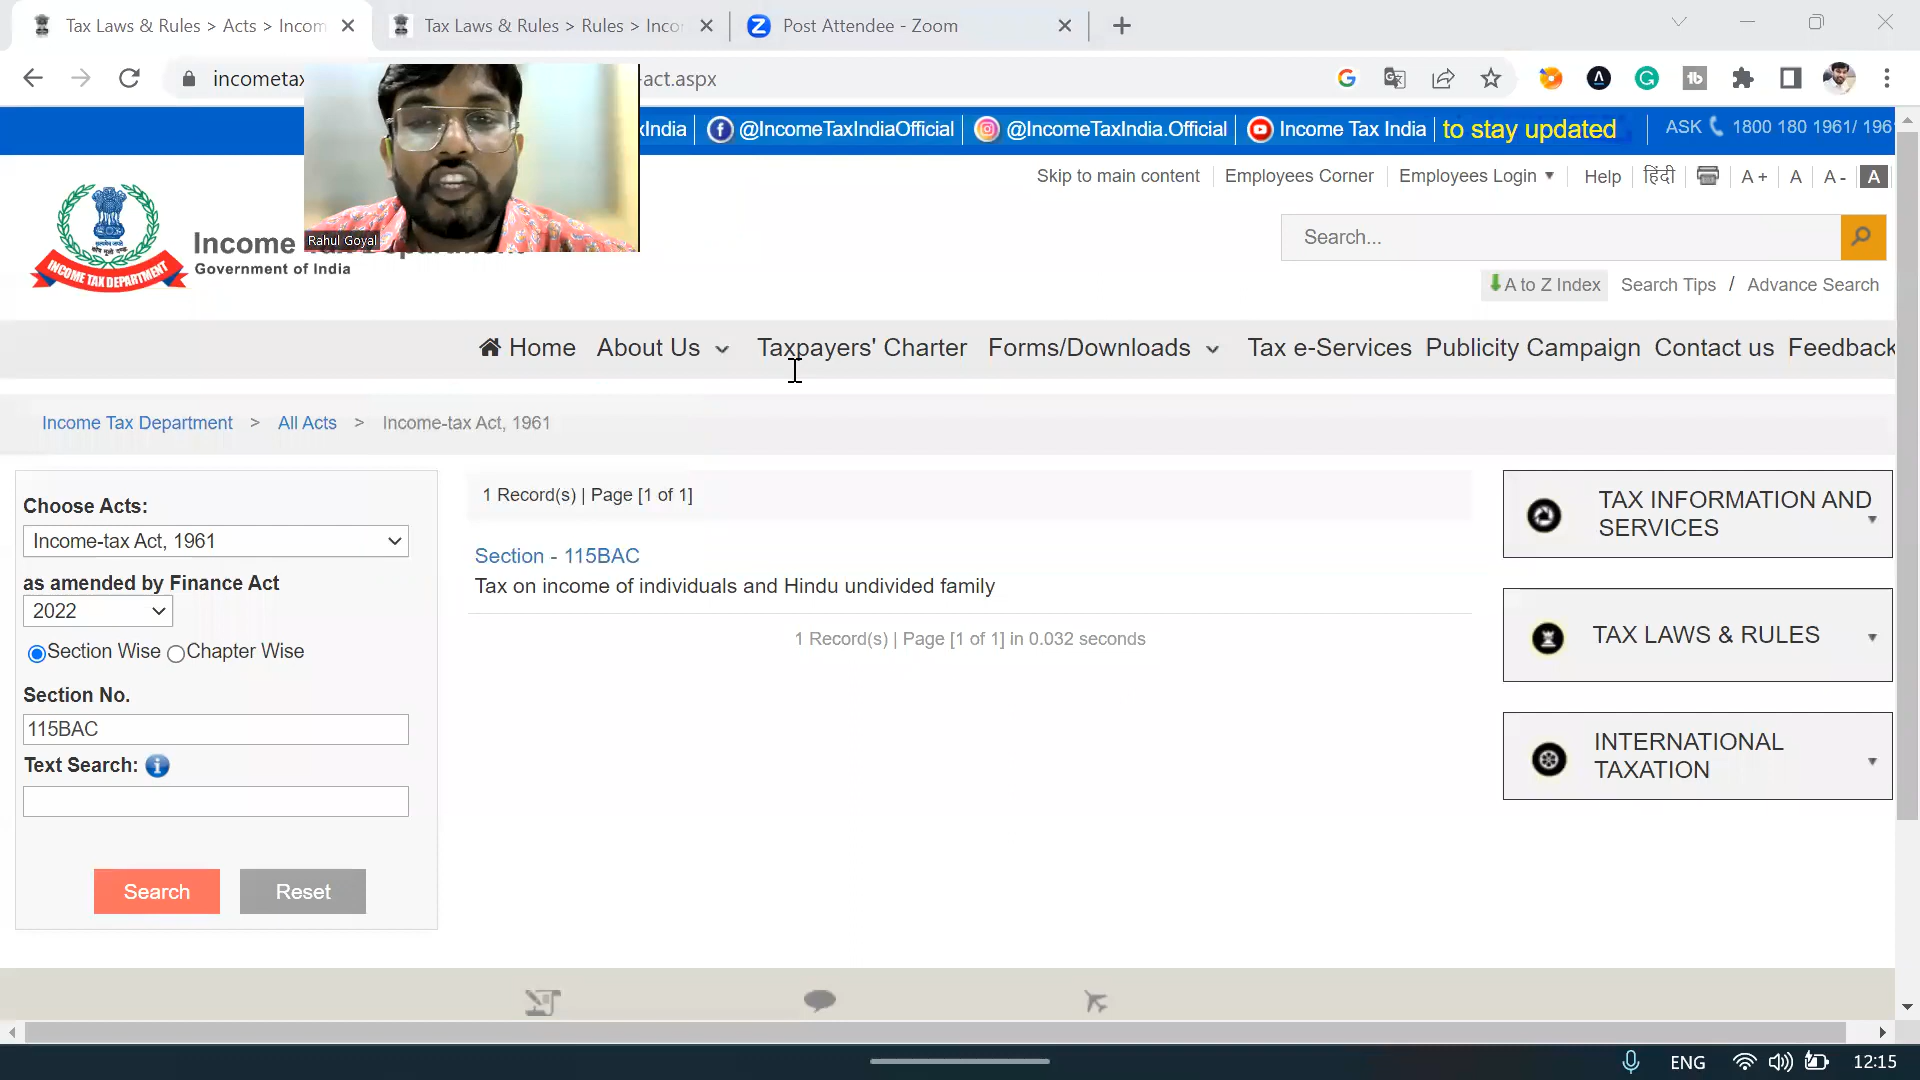 Tax Laws & Rules > Acts > Incom
Tax Laws & Rules > Rules > Inco
Post Attendee - Zoom
incometax
act.aspx
xIndia
@IncomeTaxIndiaOfficial
@IncomeTaxIndia.Official
Income Tax India
to stay updated
ASK
1800 180 1961/ 196
Skip to main content
Employees Corner
Employees Login
Help
हिंदी
A +
A
A -
A
Search...
A to Z Index
Search Tips / Advance Search
INCOME TAX DEPARTMENT
Income
Government of India
Rahul Goyal
Home
About Us
Taxpayers' Charter
Forms/Downloads
Tax e-Services
Publicity Campaign
Contact us
Feedback
Income Tax Department > All Acts > Income-tax Act, 1961
Choose Acts:
Income-tax Act, 1961
as amended by Finance Act
2022
Section Wise
Chapter Wise
Section No.
115BAC
Text Search:
Search
Reset
1 Record(s) | Page [1 of 1]
Section - 115BAC
Tax on income of individuals and Hindu undivided family
1 Record(s) | Page [1 of 1] in 0.032 seconds
TAX INFORMATION AND
SERVICES
TAX LAWS & RULES
INTERNATIONAL
TAXATION
ENG
12:15